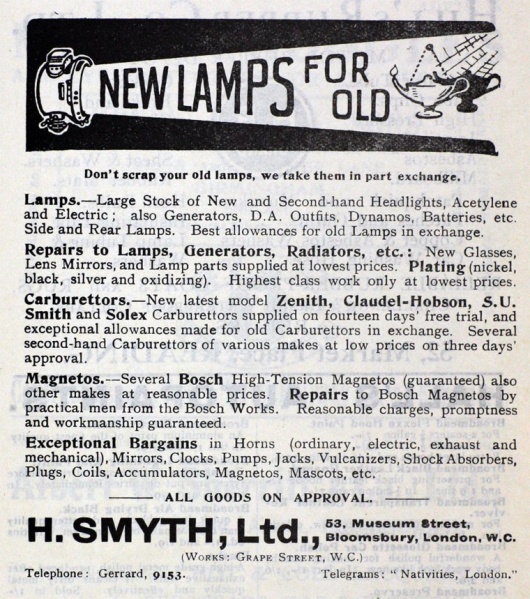 NEW LAMPS FOR OLD
Don't scrap your old lamps, we take them in part exchange.
Lamps.—Large Stock of New and Second-hand Headlights, Acetylene
and Electric; also Generators, D.A. Outfits, Dynamos, Batteries, etc.
Side and Rear Lamps. Best allowances for old Lamps in exchange.
Repairs to Lamps, Generators, Radiators, etc.: New Glasses,
Lens Mirrors, and Lamp parts supplied at lowest prices. Plating (nickel,
black, silver and oxidizing). Highest class work only at lowest prices.
Carburettors.—New latest model Zenith, Claudel-Hobson, S.U.
Smith and Solex Carburettors supplied on fourteen days' free trial, and
exceptional allowances made for old Carburettors in exchange. Several
second-hand Carburettors of various makes at low prices on three days'
approval.
Magnetos.—Several Bosch High-Tension Magnetos (guaranteed) also
other makes at reasonable prices. Repairs to Bosch Magnetos by
practical men from the Bosch Works. Reasonable charges, promptness
and workmanship guaranteed.
Exceptional Bargains in Horns (ordinary, electric, exhaust and
mechanical), Mirrors, Clocks, Pumps, Jacks, Vulcanizers, Shock Absorbers,
Plugs, Coils, Accumulators, Magnetos, Mascots, etc.
ALL GOODS ON APPROVAL.
H. SMYTH, Ltd., 53, Museum Street,
Bloomsbury, London, W.C.
(WORKS: GRAPE STREET, W.C.)
Telephone: Gerrard, 9153. Telegrams: "Nativities, London."